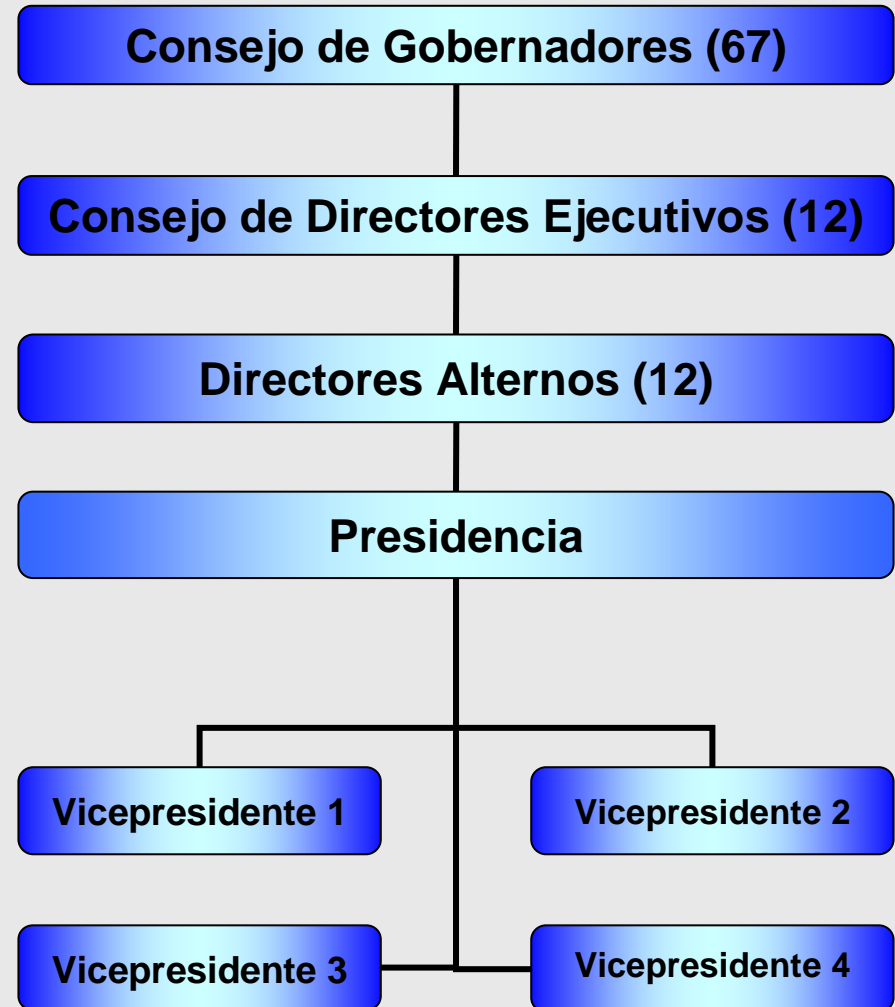 Consejo de Gobernadores (67)
Consejo de Directores Ejecutivos (12)
Directores Alternos (12)
Presidencia
Vicepresidente 1
Vicepresidente 2
Vicepresidente 3
Vicepresidente 4